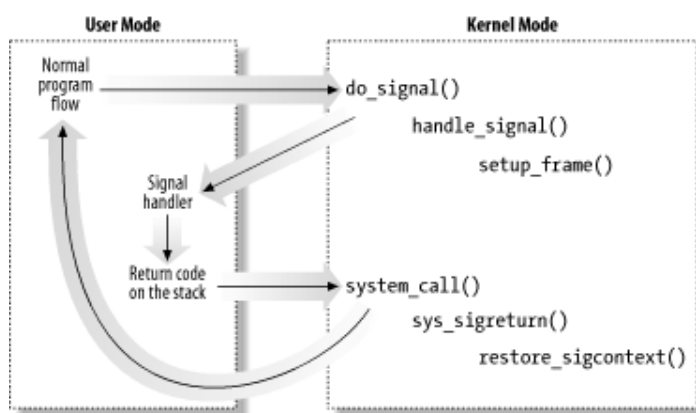 User Mode
Kernel Mode
Normal
program
flow
do_signal()
handle_signal()
setup_frame()
Signal
handler
Return code
on the stack
system_call()
sys_sigreturn()
restore_sigcontext()